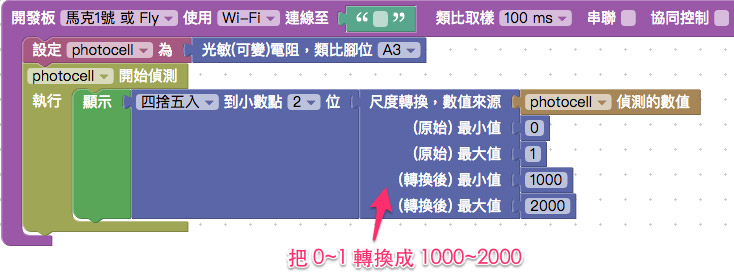 開發板 馬克1號 或 Fly 使用 Wi-Fi 連線至 “ ” 類比取樣 100 ms 串聯 協同控制
設定 photocell 為 光敏(可變)電阻，類比腳位 A3
photocell 開始偵測
執行 顯示 四捨五入 到小數點 2 位 尺度轉換，數值來源 photocell 偵測的數值
(原始) 最小值 0
(原始) 最大值 1
(轉換後) 最小值 1000
(轉換後) 最大值 2000
把 0~1 轉換成 1000~2000